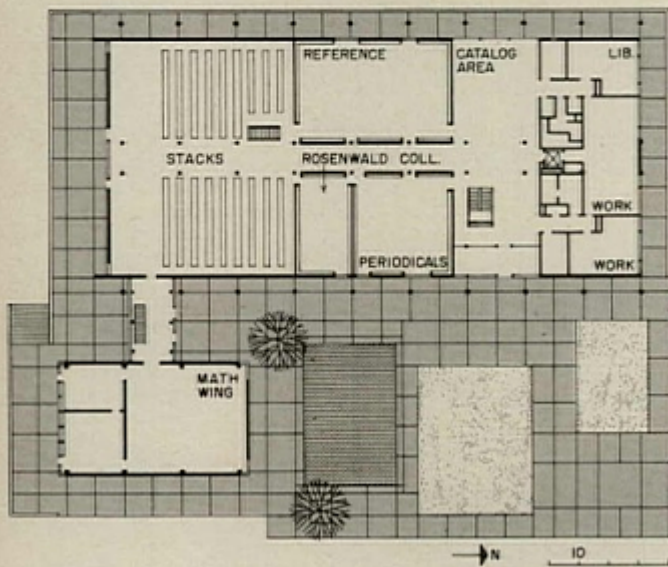 REFERENCE
CATALOG
AREA
LIB.
STACKS
ROSENWALD COLL.
WORK
PERIODICALS
WORK
MATH
WING
N
10